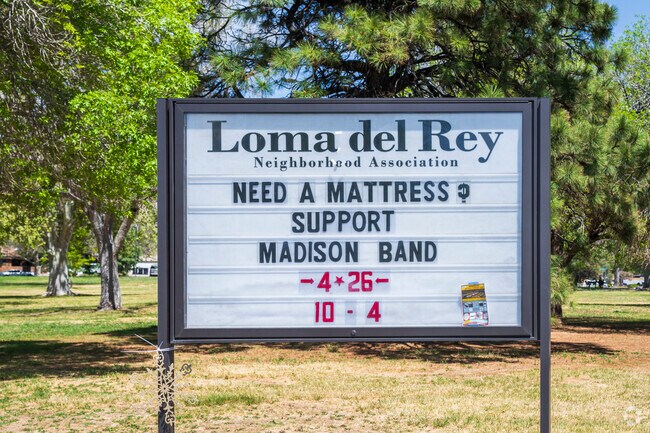 Loma del Rey
Neighborhood Association
NEED A MATTRESS?
SUPPORT
MADISON BAND
-4*26-
10 - 4